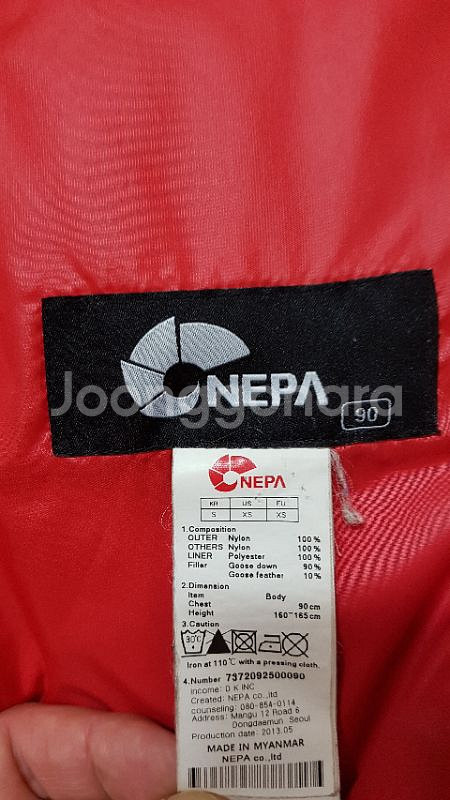 NEPA
Joonggonara
90
NEPA
KR US EU
S XS XS
1.Composition
OUTER Nylon 100 %
OTHERS Nylon 100 %
LINER Polyester 100 %
Filler Goose down 90 %
Goose feather 10 %
2.Dimension
Item Body
Chest 90cm
Height 160~165cm
3.Caution
30℃
Iron at 110℃ with a pressing cloth.
4.Number 7372092500090
income: D K INC
Created: NEPA co.,ltd
counseling: 080-854-0114
Address: Mangu 12 Road 6
Dongdaemun Seoul
Production date: 2013.05
MADE IN MYANMAR
NEPA co.,ltd